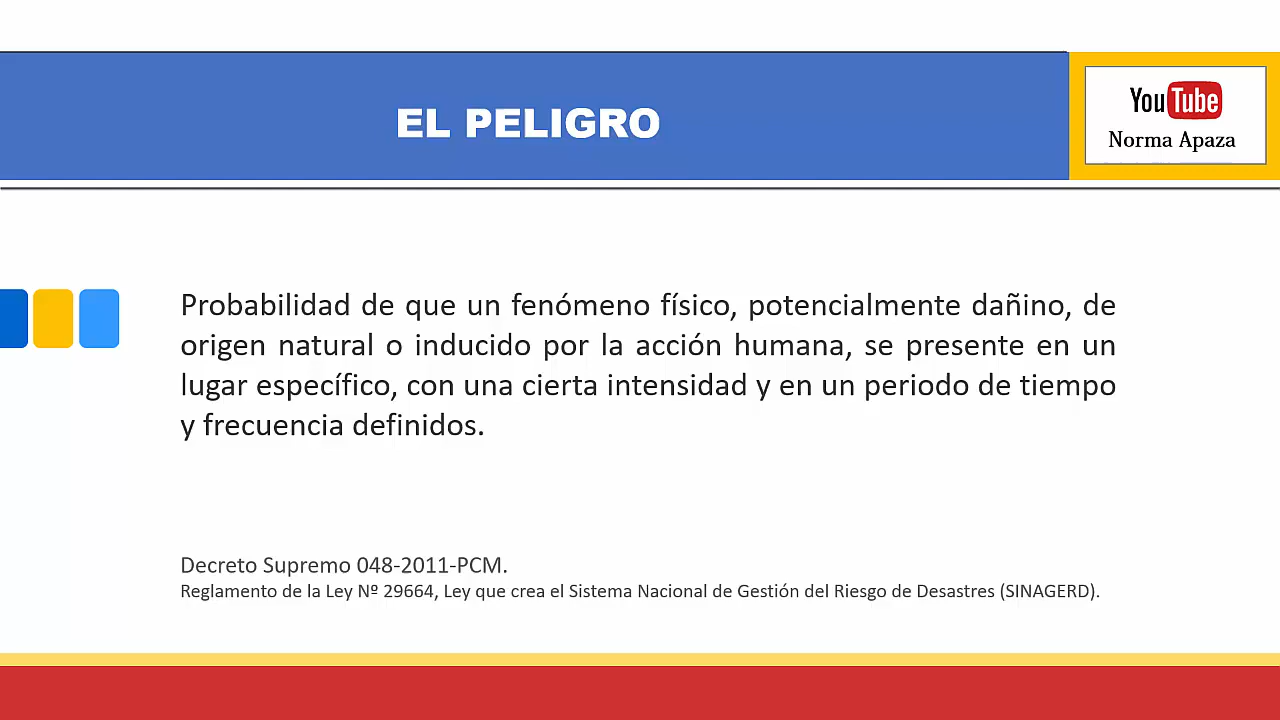 EL PELIGRO
YouTube
Norma Apaza
Probabilidad de que un fenómeno físico, potencialmente dañino, de
origen natural o inducido por la acción humana, se presente en un
lugar específico, con una cierta intensidad y en un periodo de tiempo
y frecuencia definidos.
Decreto Supremo 048-2011-PCM.
Reglamento de la Ley Nº 29664, Ley que crea el Sistema Nacional de Gestión del Riesgo de Desastres (SINAGERD).